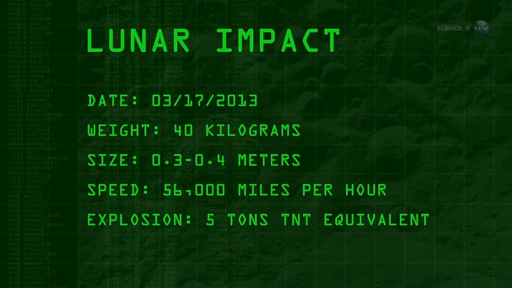 LUNAR IMPACT
science @
DATE: 03/17/2013
WEIGHT: 40 KILOGRAMS
SIZE: 0.3-0.4 METERS
SPEED: 56,000 MILES PER HOUR
EXPLOSION: 5 TONS TNT EQUIVALENT